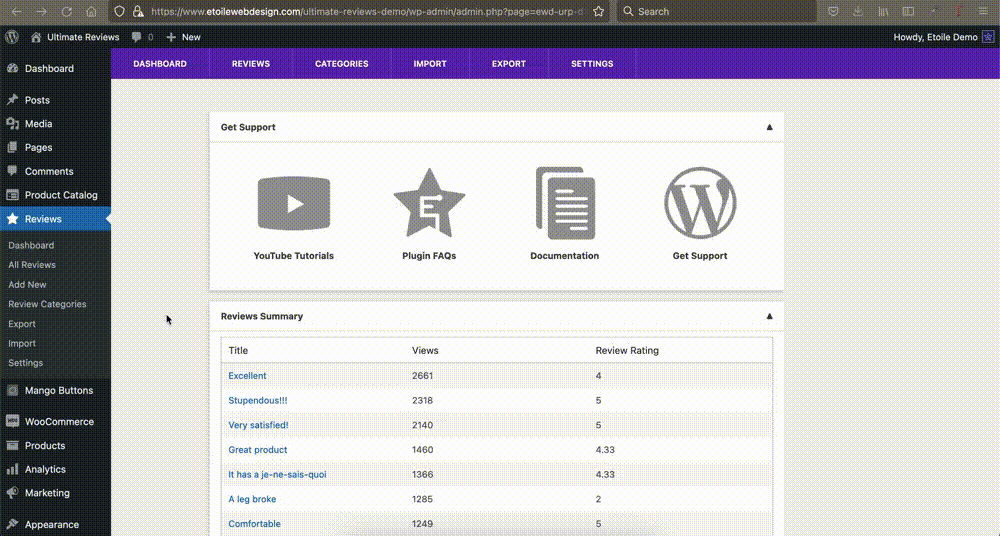 https://www.etoilewebdesign.com/ultimate-reviews-demo/wp-admin/admin.php?page=ewd-urp-d
Search
Ultimate Reviews 0 New
Howdy, Etoile Demo
DASHBOARD REVIEWS CATEGORIES IMPORT EXPORT SETTINGS
Dashboard
Posts
Media
Pages
Comments
Product Catalog
Reviews
Dashboard
All Reviews
Add New
Review Categories
Export
Import
Settings
Mango Buttons
WooCommerce
Products
Analytics
Marketing
Appearance
Get Support
YouTube Tutorials Plugin FAQs Documentation Get Support
Reviews Summary
Title Views Review Rating
Excellent 2661 4
Stupendous!!! 2318 5
Very satisfied! 2140 5
Great product 1460 4.33
It has a je-ne-sais-quoi 1366 4.33
A leg broke 1285 2
Comfortable 1249 5